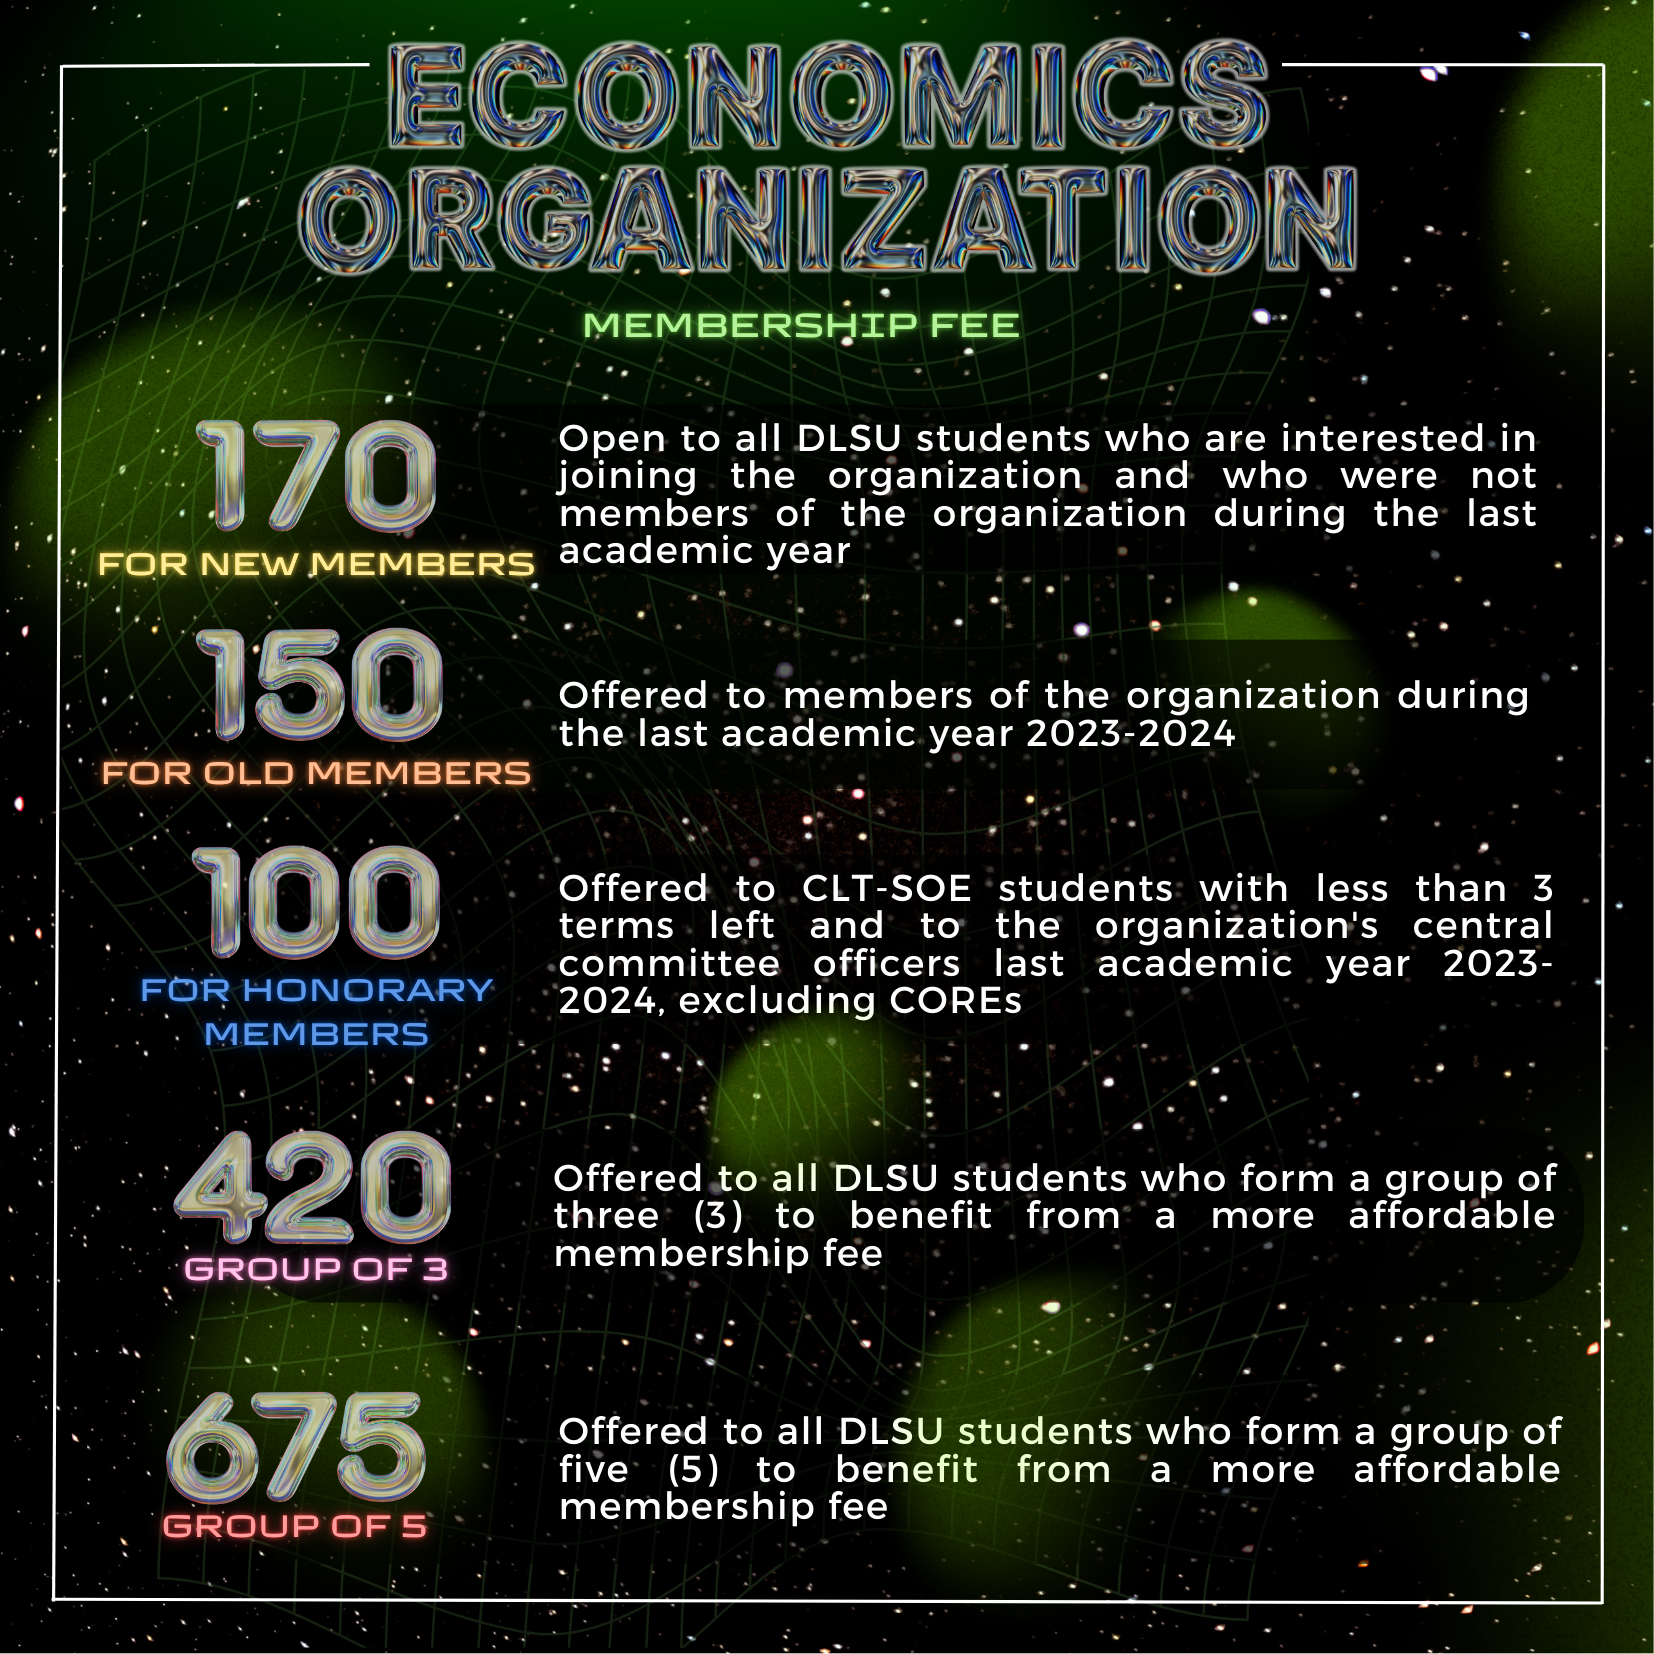 ECONOMICS
ORGANIZATION
MEMBERSHIP FEE
170
FOR NEW MEMBERS
Open to all DLSU students who are interested in
joining the organization and who were not
members of the organization during the last
academic year
150
FOR OLD MEMBERS
Offered to members of the organization during
the last academic year 2023-2024
100
FOR HONORARY
MEMBERS
Offered to CLT-SOE students with less than 3
terms left and to the organization's central
committee officers last academic year 2023-
2024, excluding COREs
420
GROUP OF 3
Offered to all DLSU students who form a group of
three (3) to benefit from a more affordable
membership fee
675
GROUP OF 5
Offered to all DLSU students who form a group of
five (5) to benefit from a more affordable
membership fee